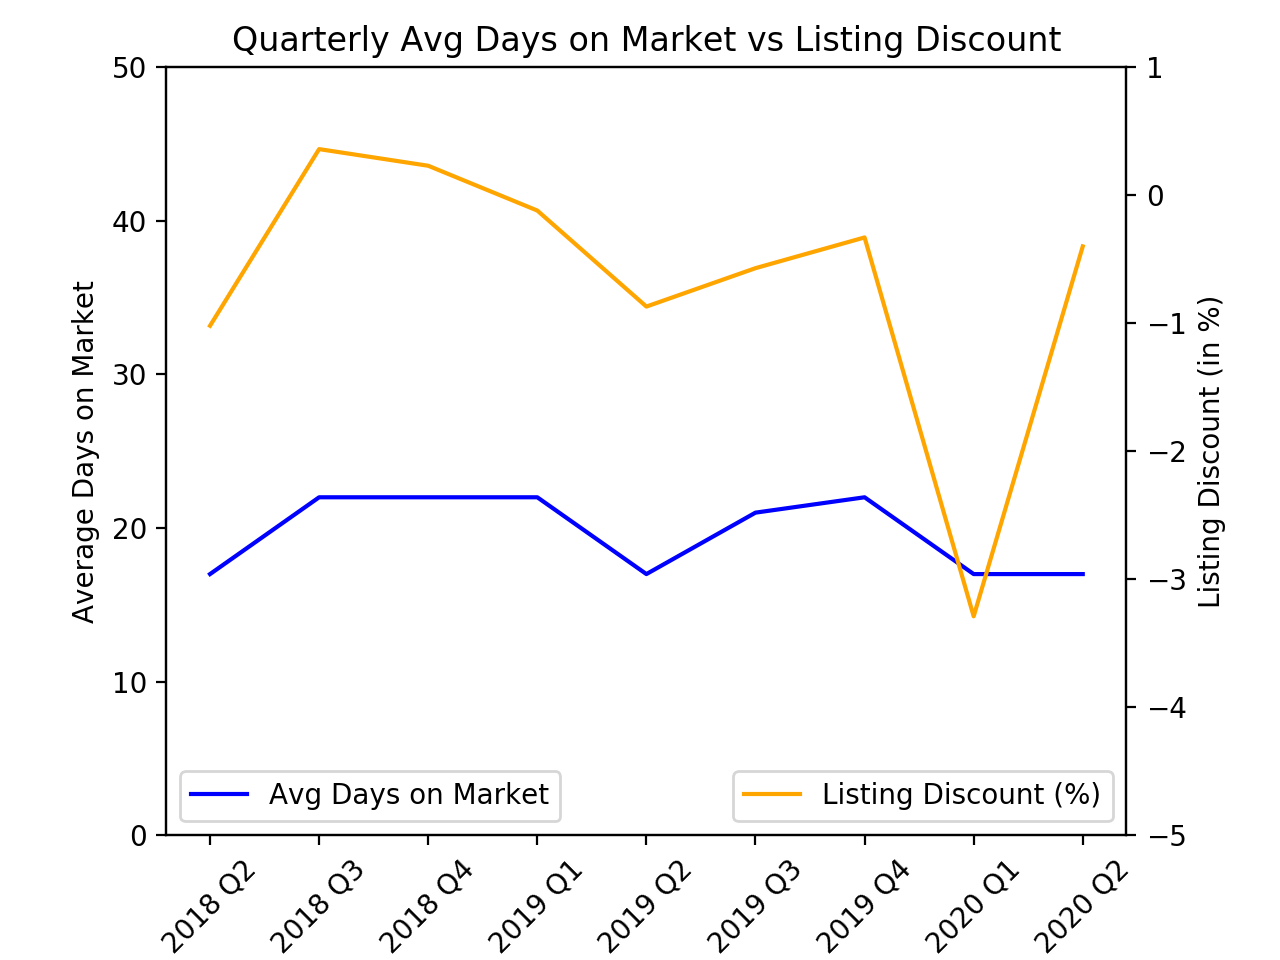 Quarterly Avg Days on Market vs Listing Discount
50
40
30
20
10
0
Average Days on Market
1
0
−1
−2
−3
−4
−5
Listing Discount (in %)
Avg Days on Market
Listing Discount (%)
2018 Q2
2018 Q3
2018 Q4
2019 Q1
2019 Q2
2019 Q3
2019 Q4
2020 Q1
2020 Q2